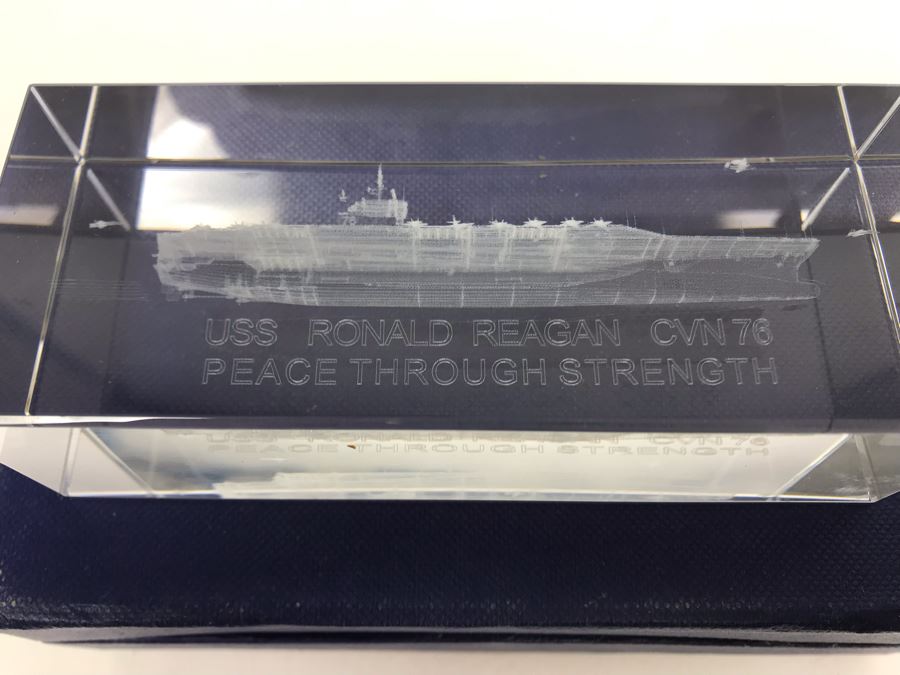 USS RONALD REAGAN CVN 76
PEACE THROUGH STRENGTH